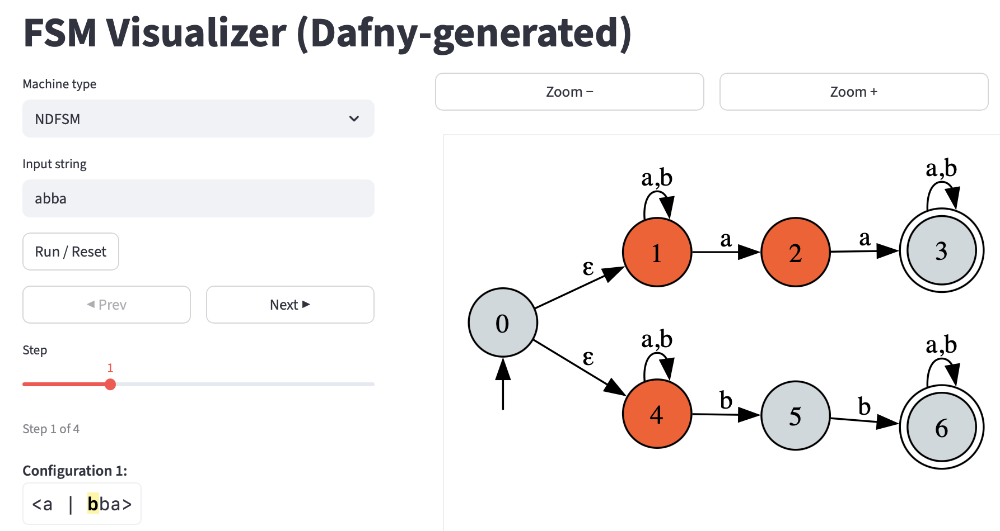 FSM Visualizer (Dafny-generated)
Machine type
NDFSM
Input string
abba
Run / Reset
◄ Prev
Next ►
Step
1
Step 1 of 4
Configuration 1:
<a | bba>
Zoom −
Zoom +
a,b
a,b
1
a
2
a
3
ε
0
a,b
a,b
ε
4
b
5
b
6